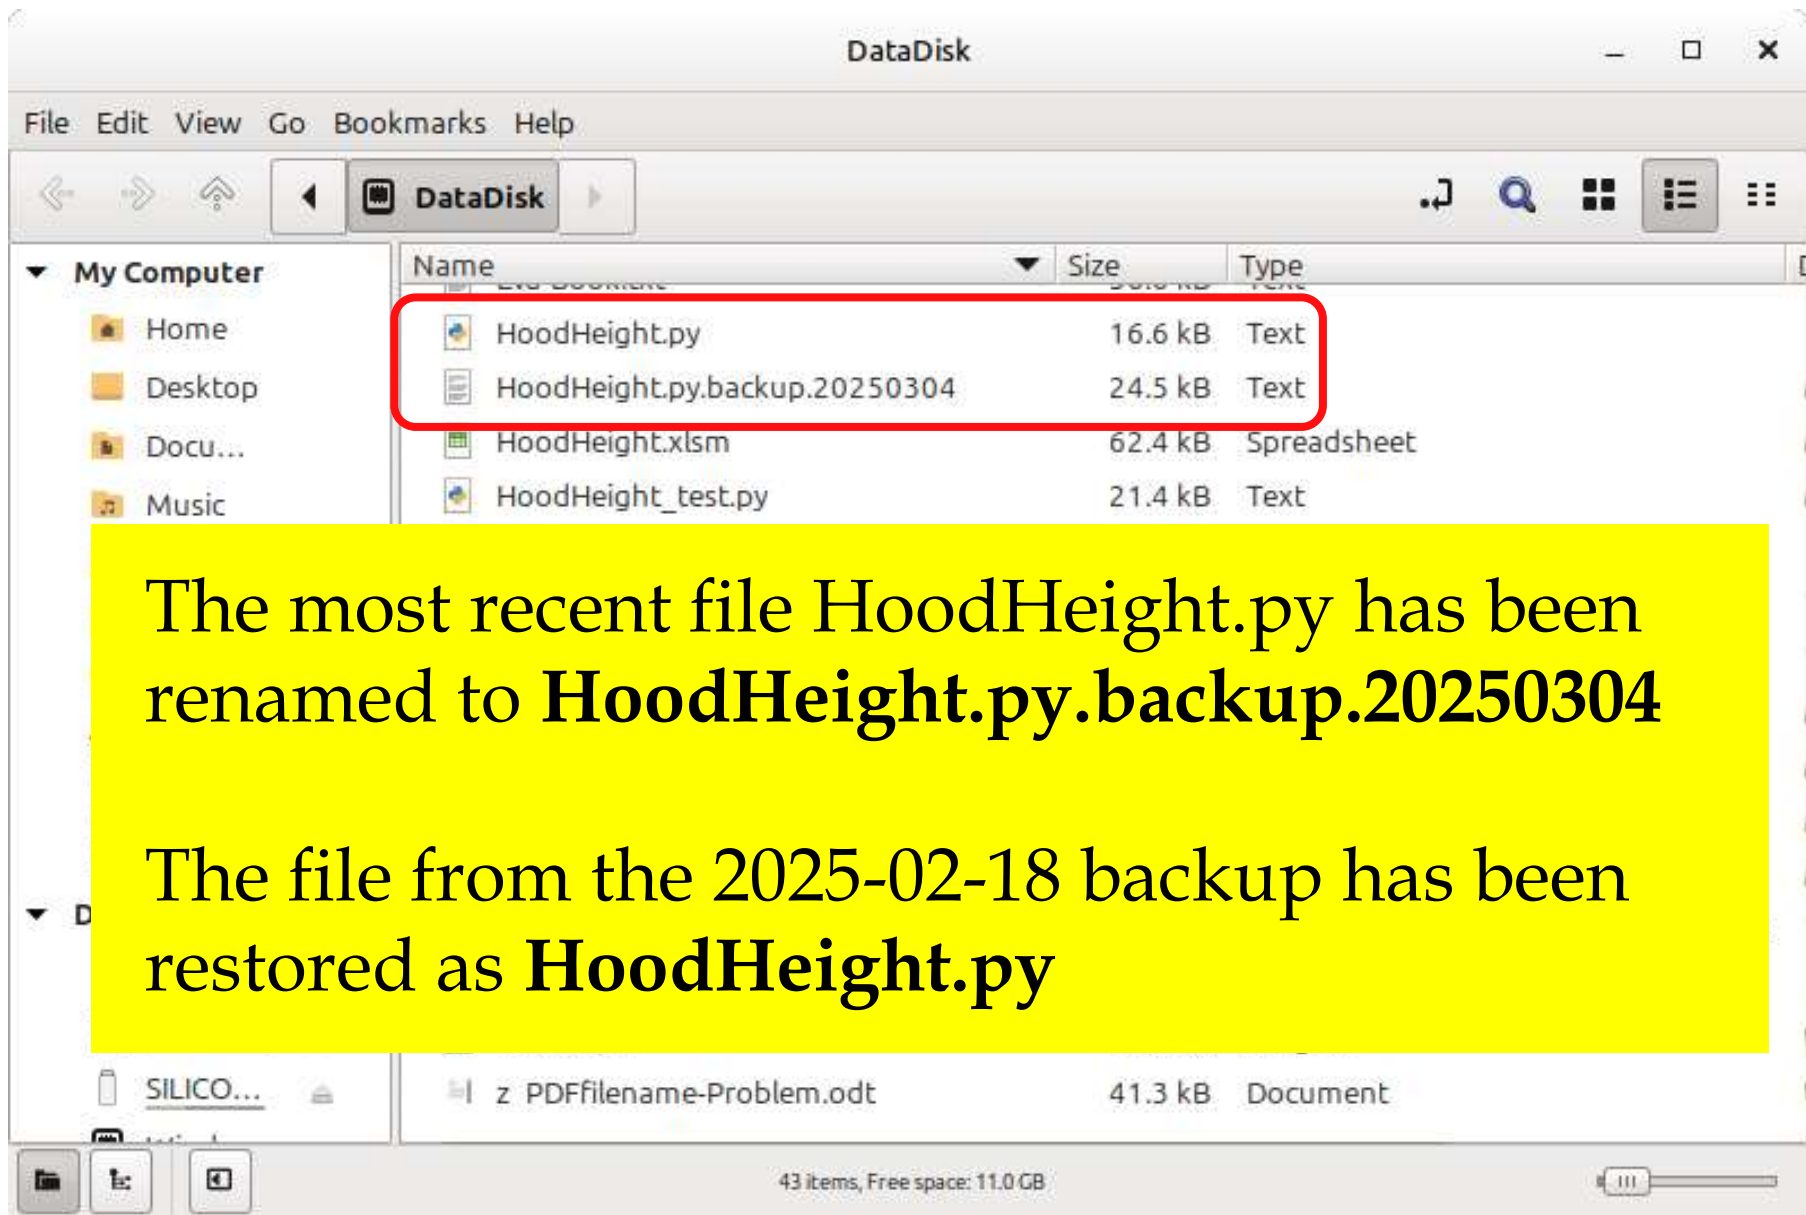 DataDisk
File Edit View Go Bookmarks Help
DataDisk
My Computer
Name Size Type
Home
HoodHeight.py 16.6 kB Text
Desktop
HoodHeight.py.backup.20250304 24.5 kB Text
Docu...
HoodHeight.xlsm 62.4 kB Spreadsheet
Music
HoodHeight_test.py 21.4 kB Text
The most recent file HoodHeight.py has been
renamed to HoodHeight.py.backup.20250304
The file from the 2025-02-18 backup has been
restored as HoodHeight.py
D
SILICO...
z PDFfilename-Problem.odt 41.3 kB Document
43 items, Free space: 11.0 GB